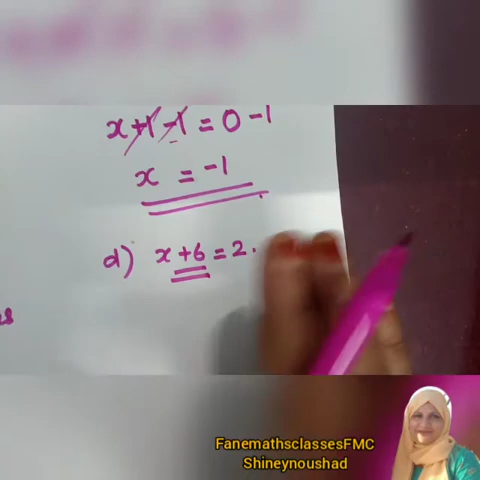 x+1-1 = 0-1
x = -1
d) x+6=2.
FanemathsclassesFMC
Shineynoushad